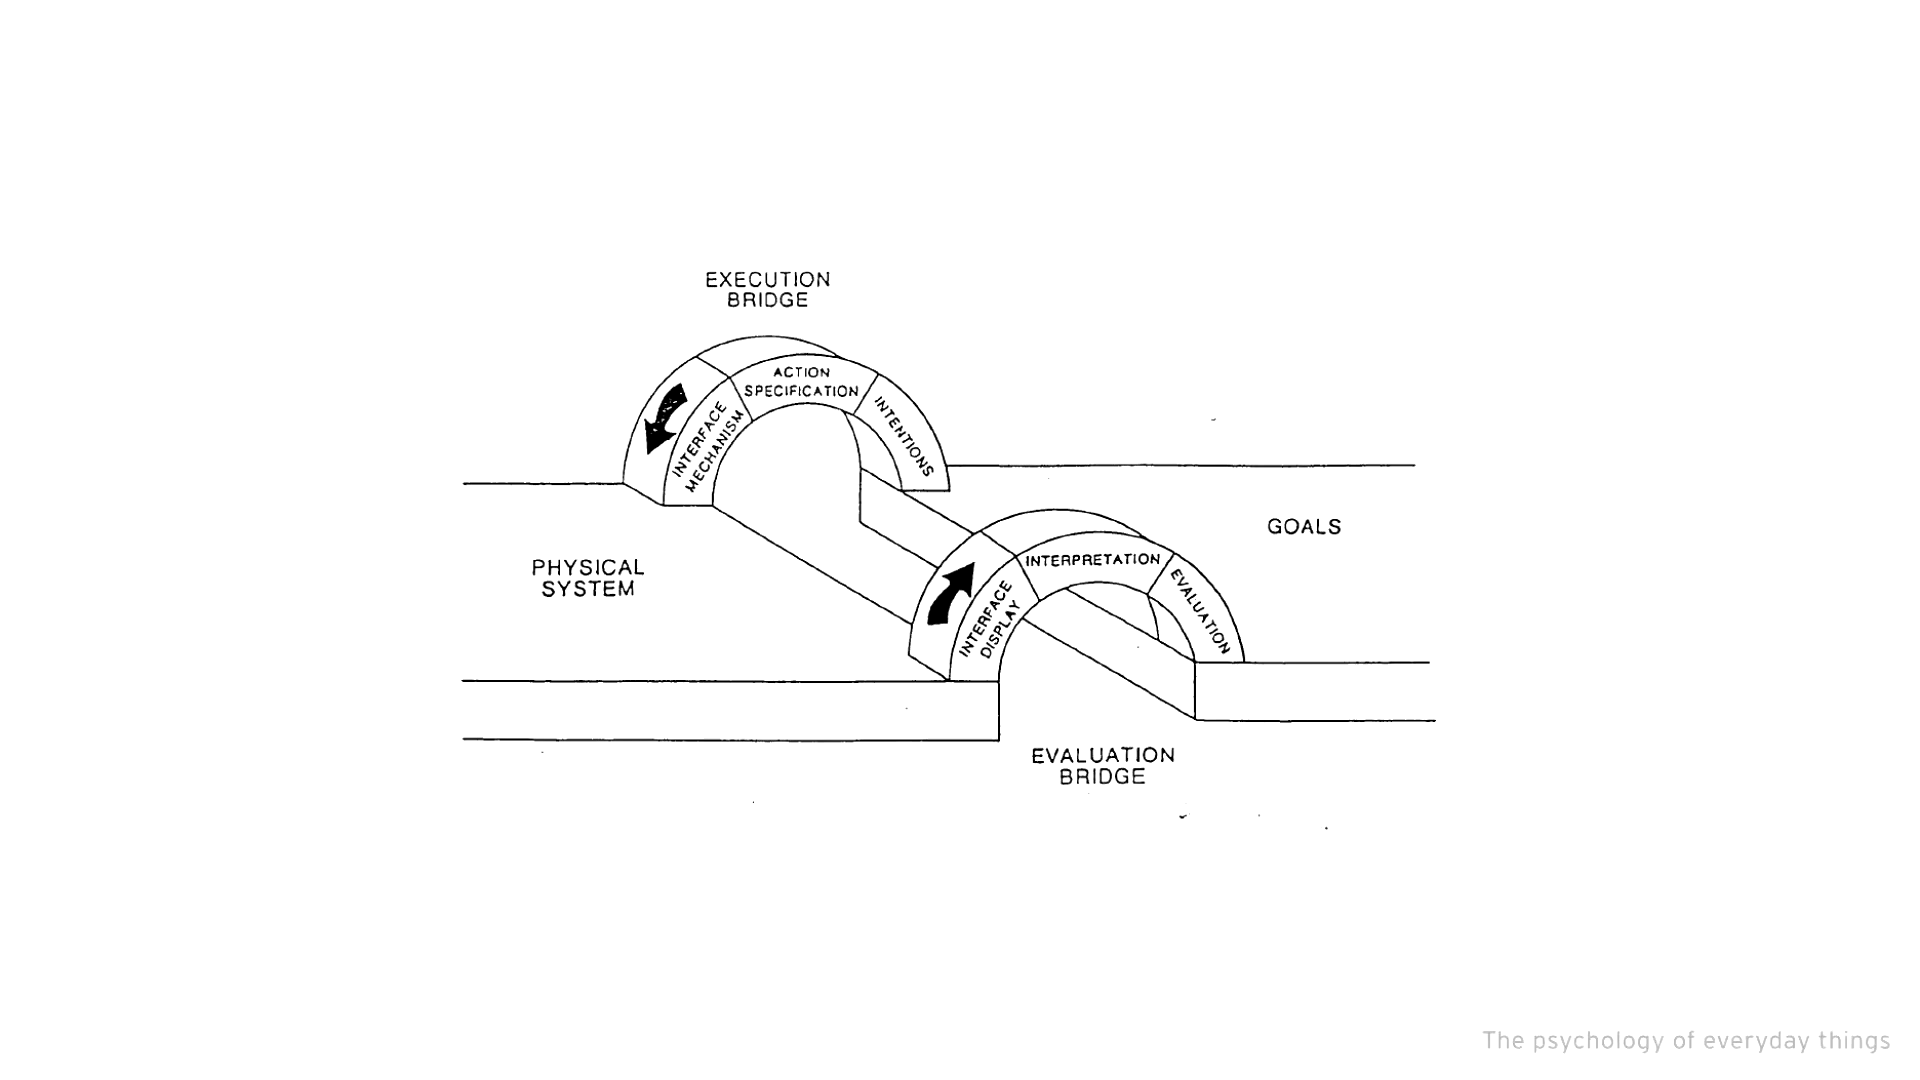 EXECUTION
BRIDGE
ACTION
SPECIFICATION
INTERFACE
MECHANISM
INTENTIONS
GOALS
PHYSICAL
SYSTEM
INTERPRETATION
INTERFACE
DISPLAY
EVALUATION
EVALUATION
BRIDGE
The psychology of everyday things